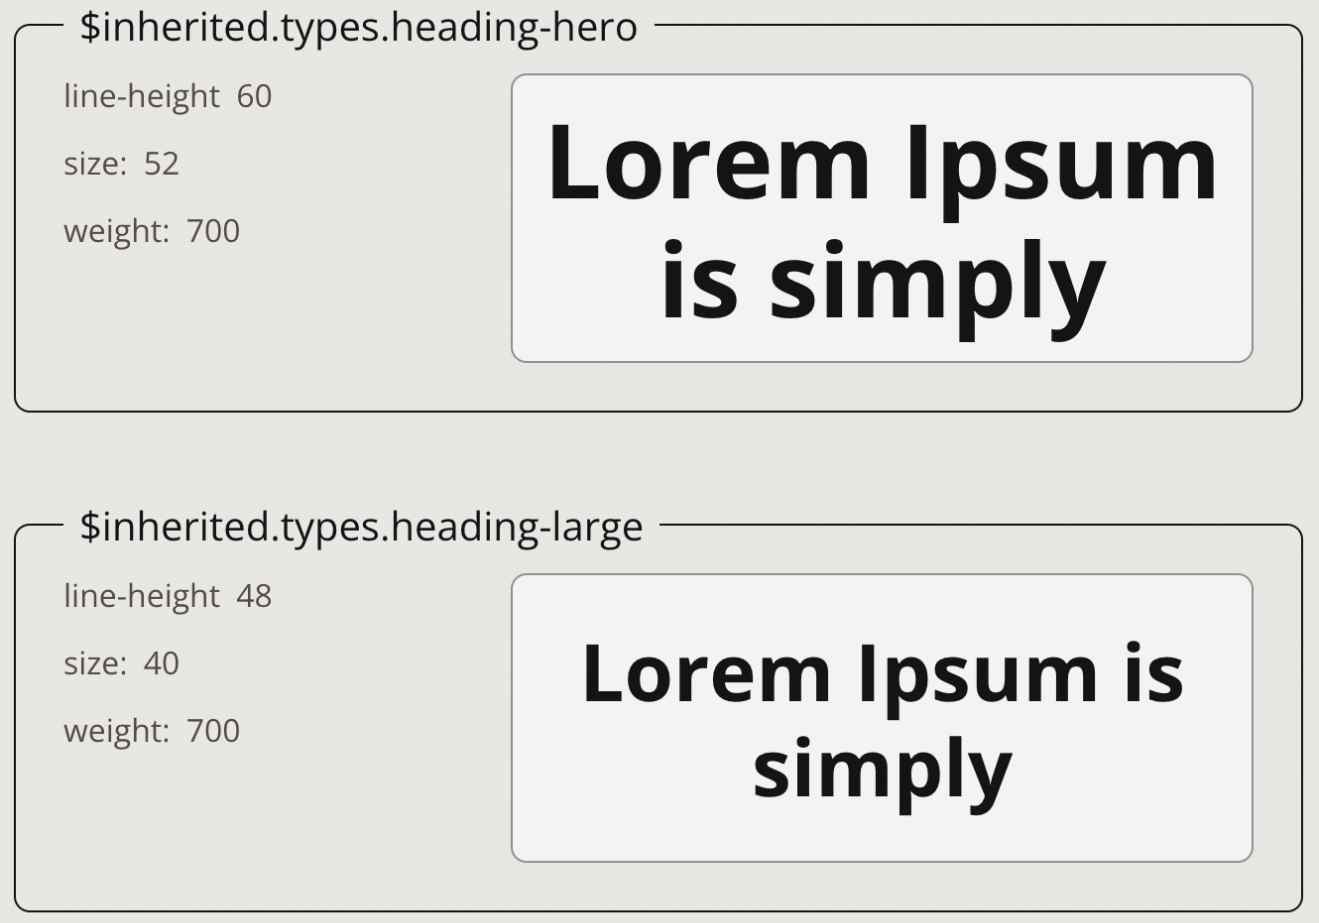 $inherited.types.heading-hero
line-height 60
size: 52
weight: 700
Lorem Ipsum
is simply
$inherited.types.heading-large
line-height 48
size: 40
weight: 700
Lorem Ipsum is
simply